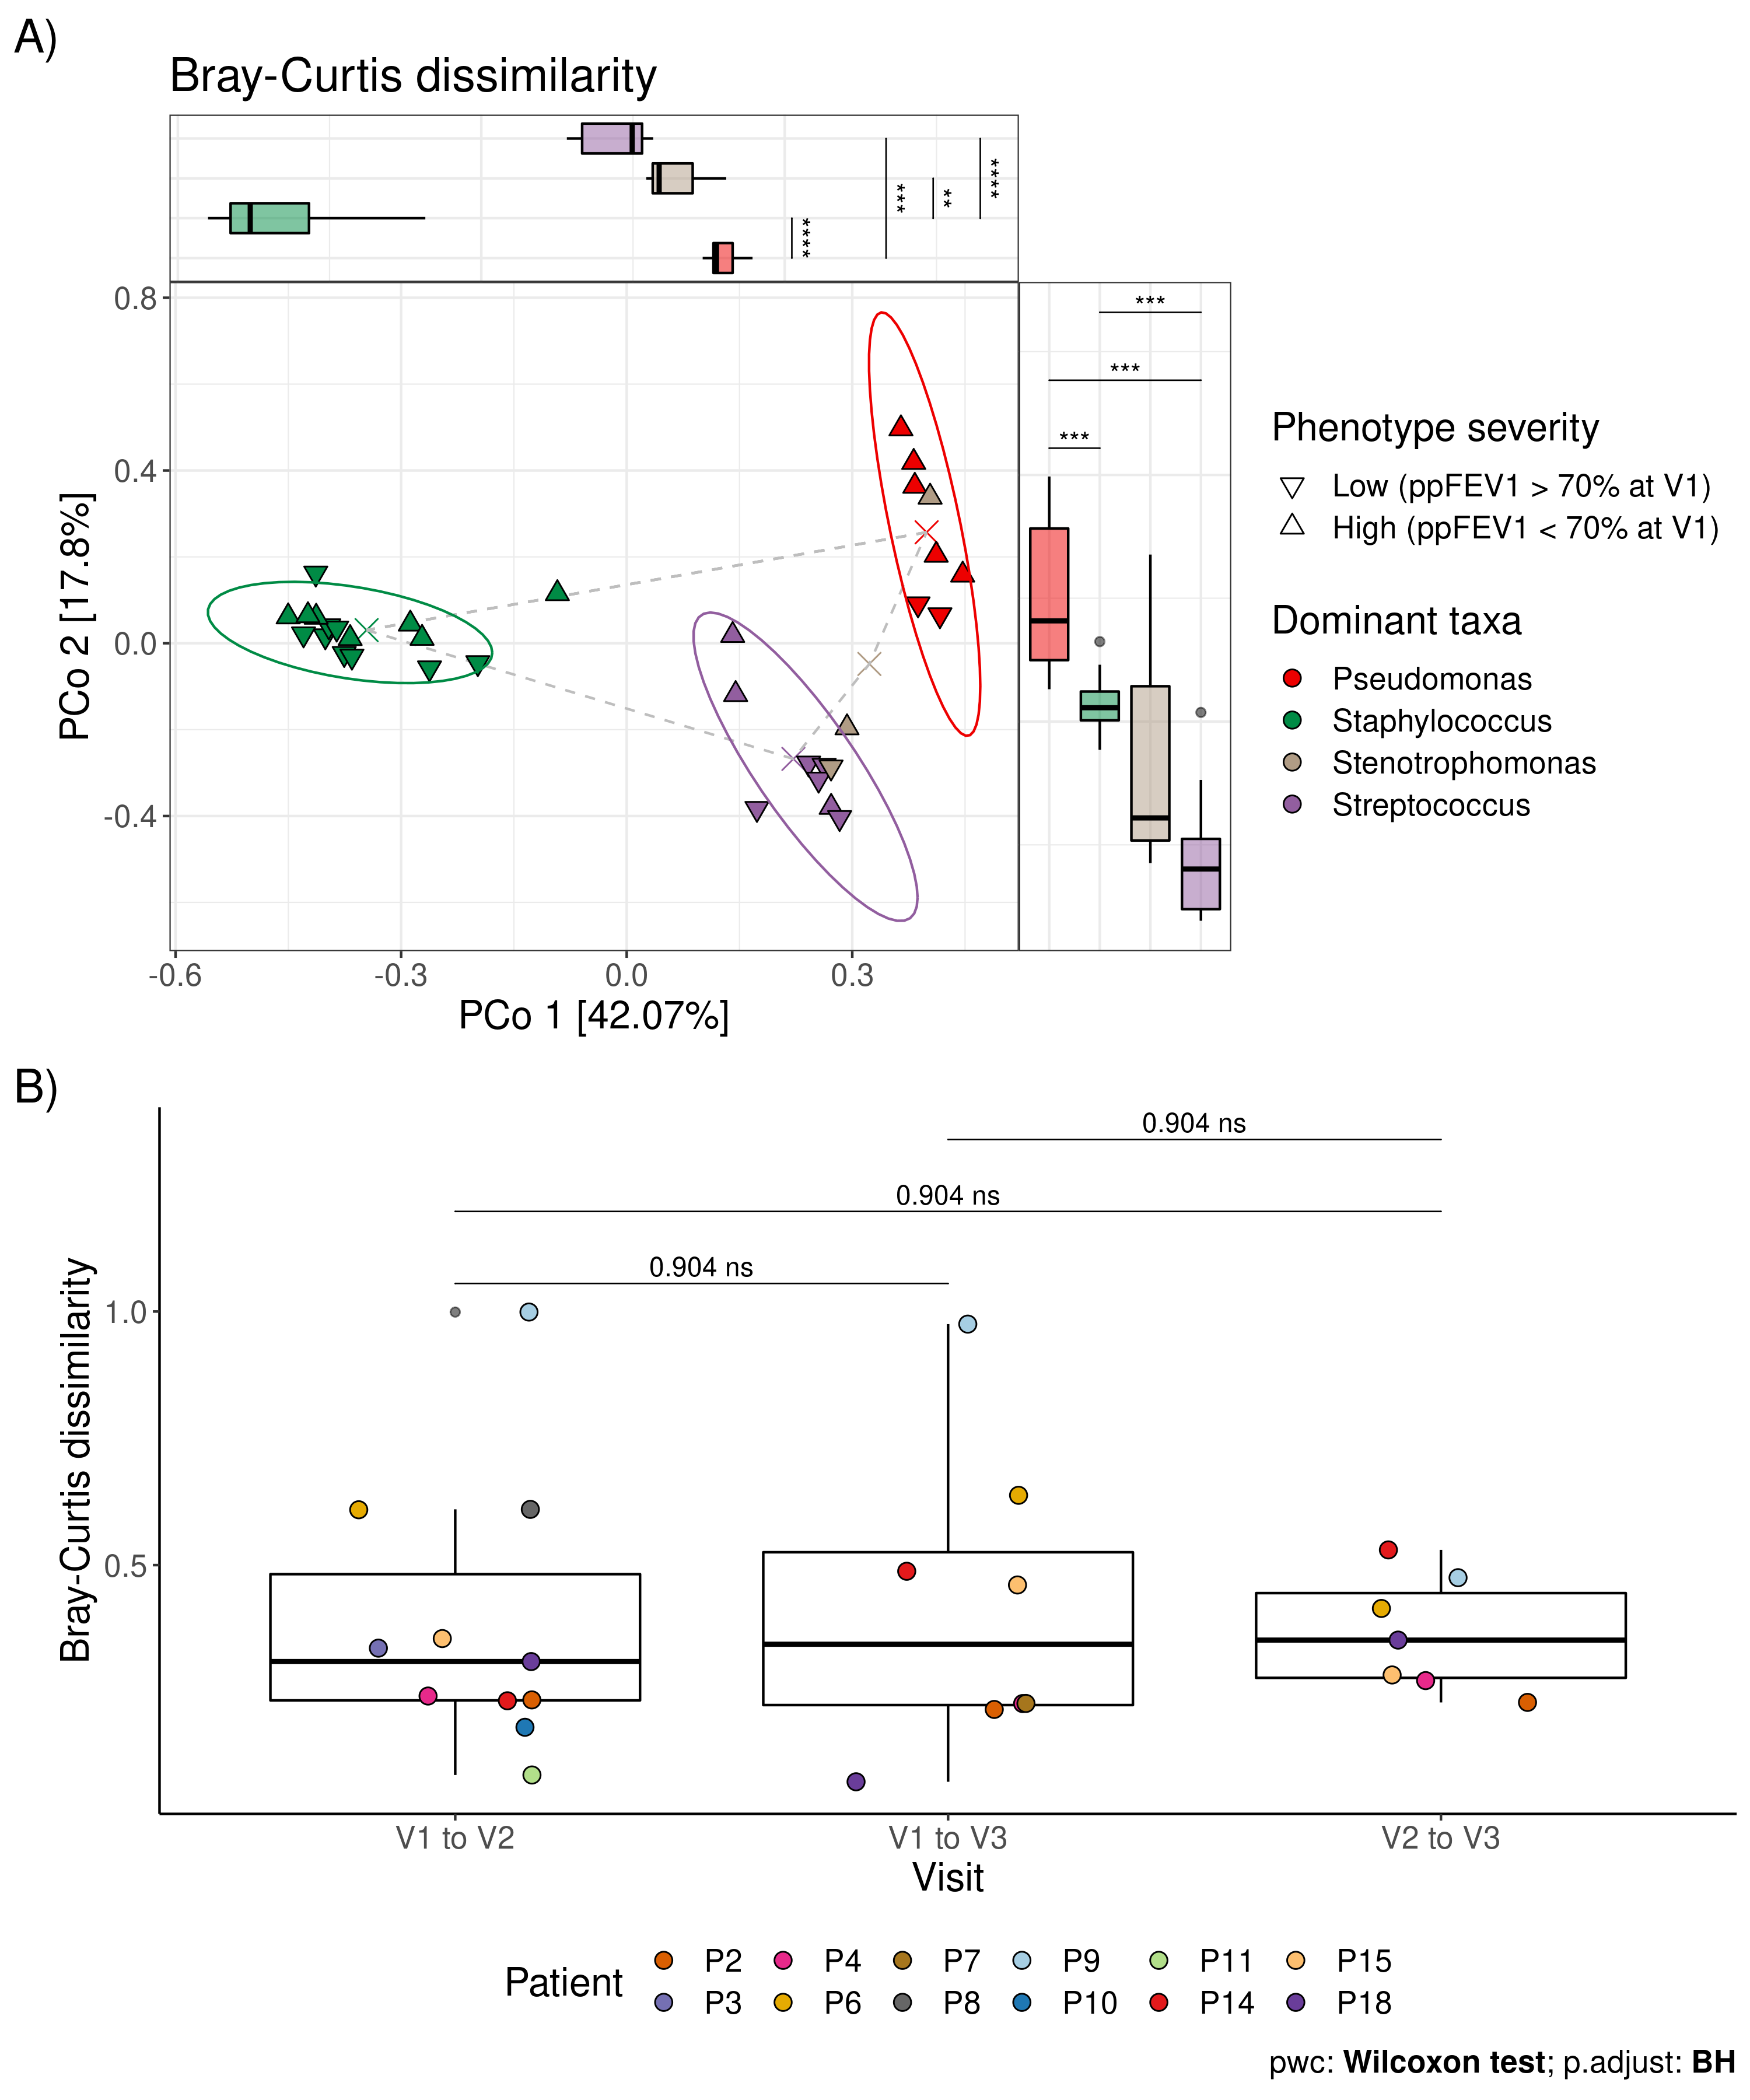 A)
Bray-Curtis dissimilarity
****
***
**
****
***
***
***
0.8
0.4
0.0
-0.4
PCo 2 [17.8%]
-0.6
-0.3
0.0
0.3
PCo 1 [42.07%]
Phenotype severity
Low (ppFEV1 > 70% at V1)
High (ppFEV1 < 70% at V1)
Dominant taxa
Pseudomonas
Staphylococcus
Stenotrophomonas
Streptococcus
B)
0.904 ns
0.904 ns
0.904 ns
1.0
0.5
Bray-Curtis dissimilarity
V1 to V2
V1 to V3
V2 to V3
Visit
Patient
P2 P4 P7 P9 P11 P15
P3 P6 P8 P10 P14 P18
pwc: Wilcoxon test; p.adjust: BH